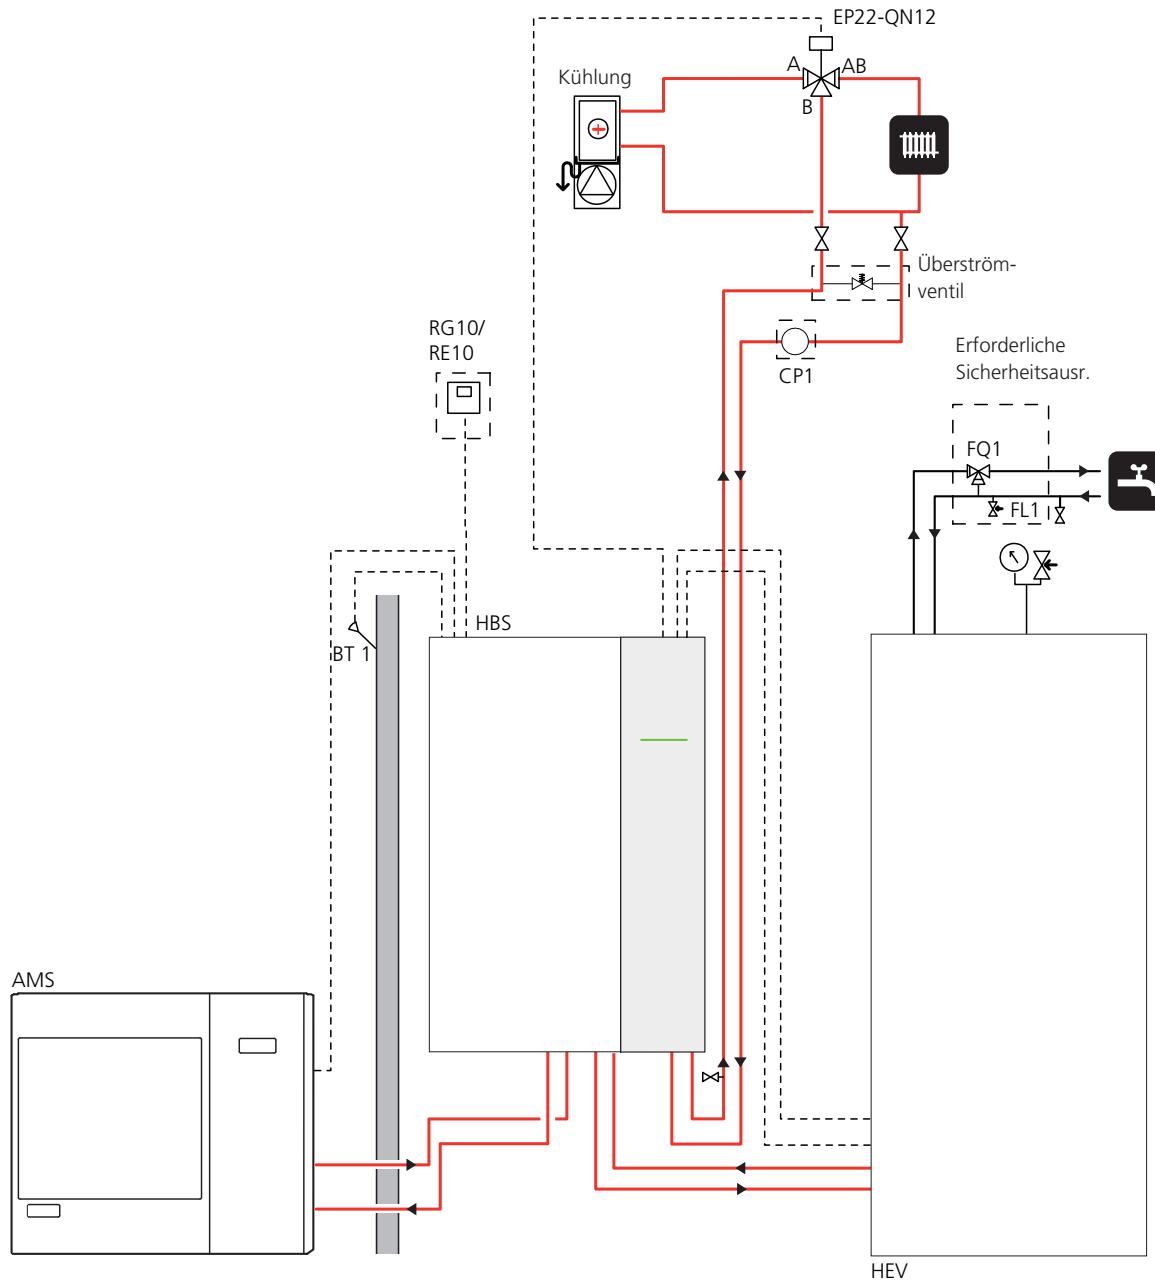 EP22-QN12
A
AB
Kühlung
B
Überström-
ventil
RG10/
RE10
CP1
Erforderliche
Sicherheitsausr.
FQ1
FL1
HBS
BT 1
AMS
HEV